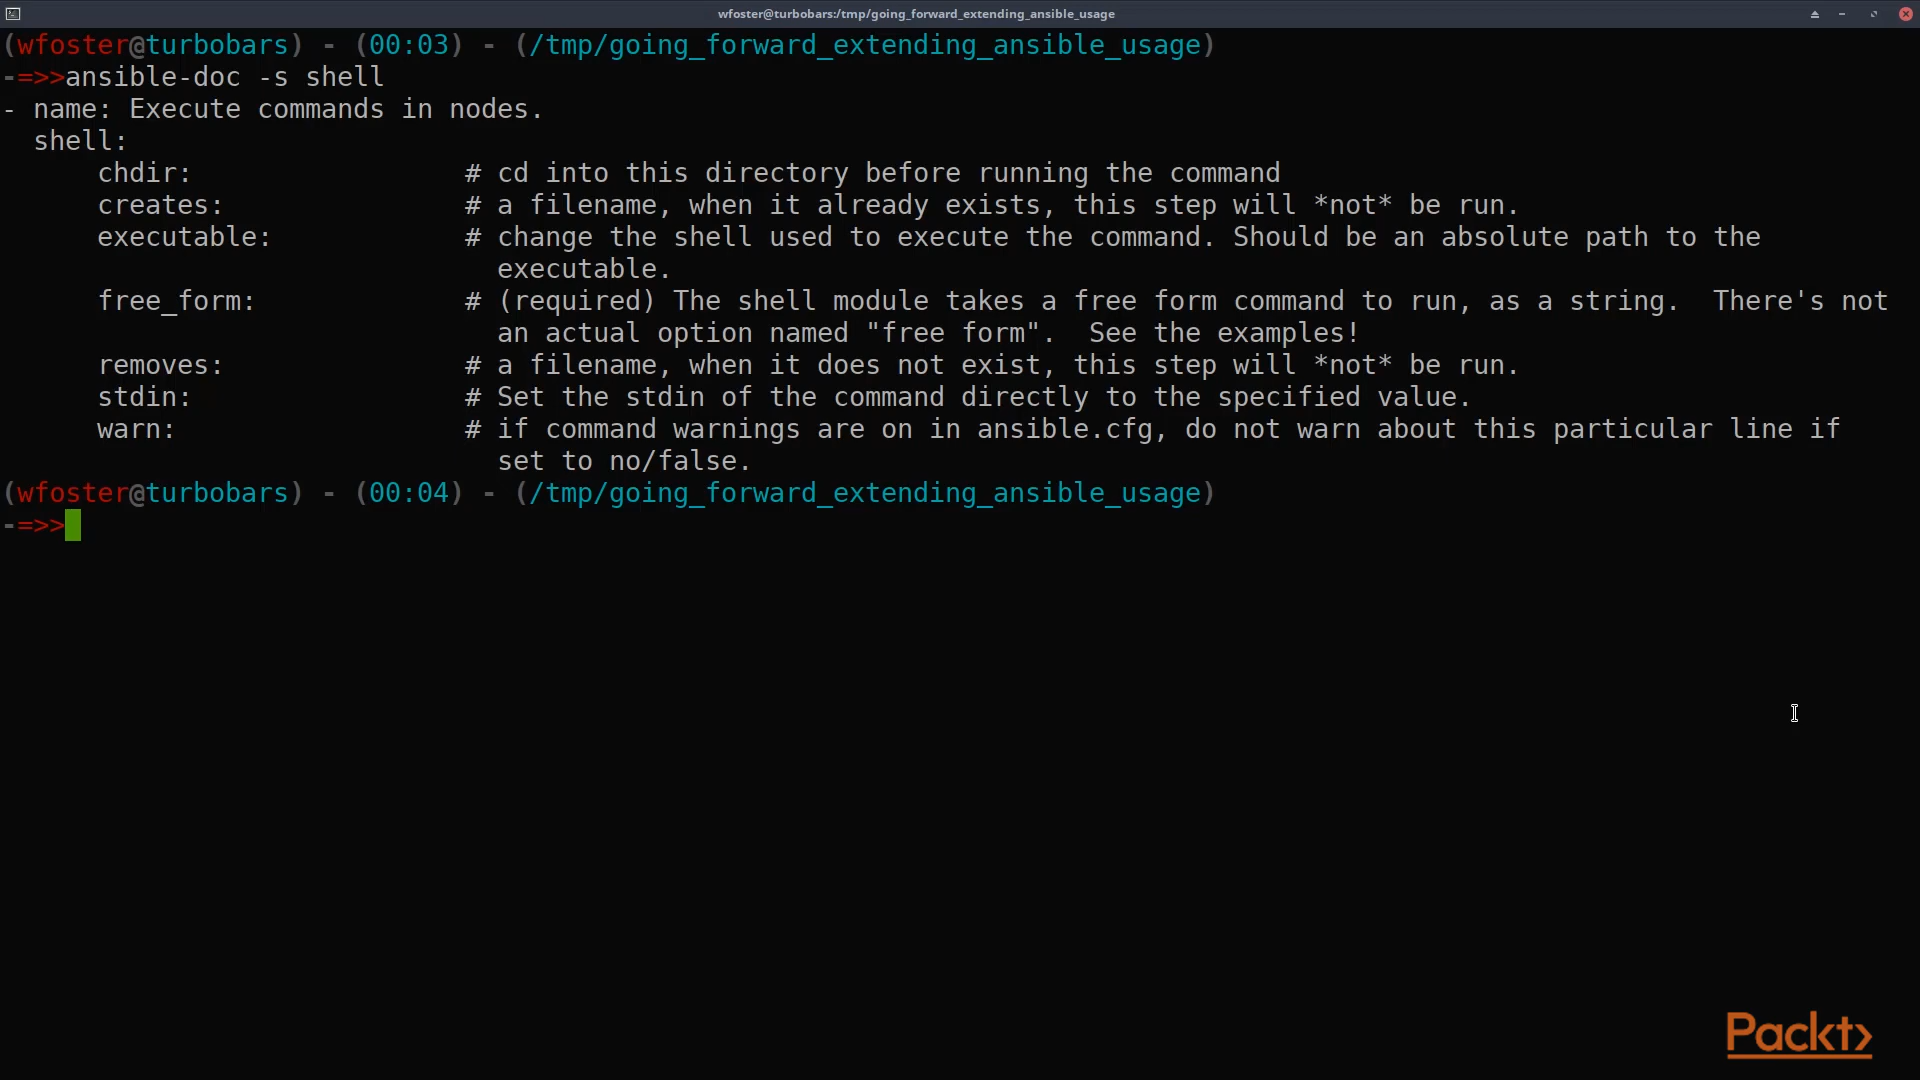 wfoster@turbobars:/tmp/going_forward_extending_ansible_usage
(wfoster@turbobars) - (00:03) - (/tmp/going_forward_extending_ansible_usage)
-=>>ansible-doc -s shell
- name: Execute commands in nodes.
  shell:
      chdir:                 # cd into this directory before running the command
      creates:               # a filename, when it already exists, this step will *not* be run.
      executable:            # change the shell used to execute the command. Should be an absolute path to the
                               executable.
      free_form:             # (required) The shell module takes a free form command to run, as a string.  There's not
                               an actual option named "free form".  See the examples!
      removes:               # a filename, when it does not exist, this step will *not* be run.
      stdin:                 # Set the stdin of the command directly to the specified value.
      warn:                  # if command warnings are on in ansible.cfg, do not warn about this particular line if
                               set to no/false.
(wfoster@turbobars) - (00:04) - (/tmp/going_forward_extending_ansible_usage)
-=>>
Packt>